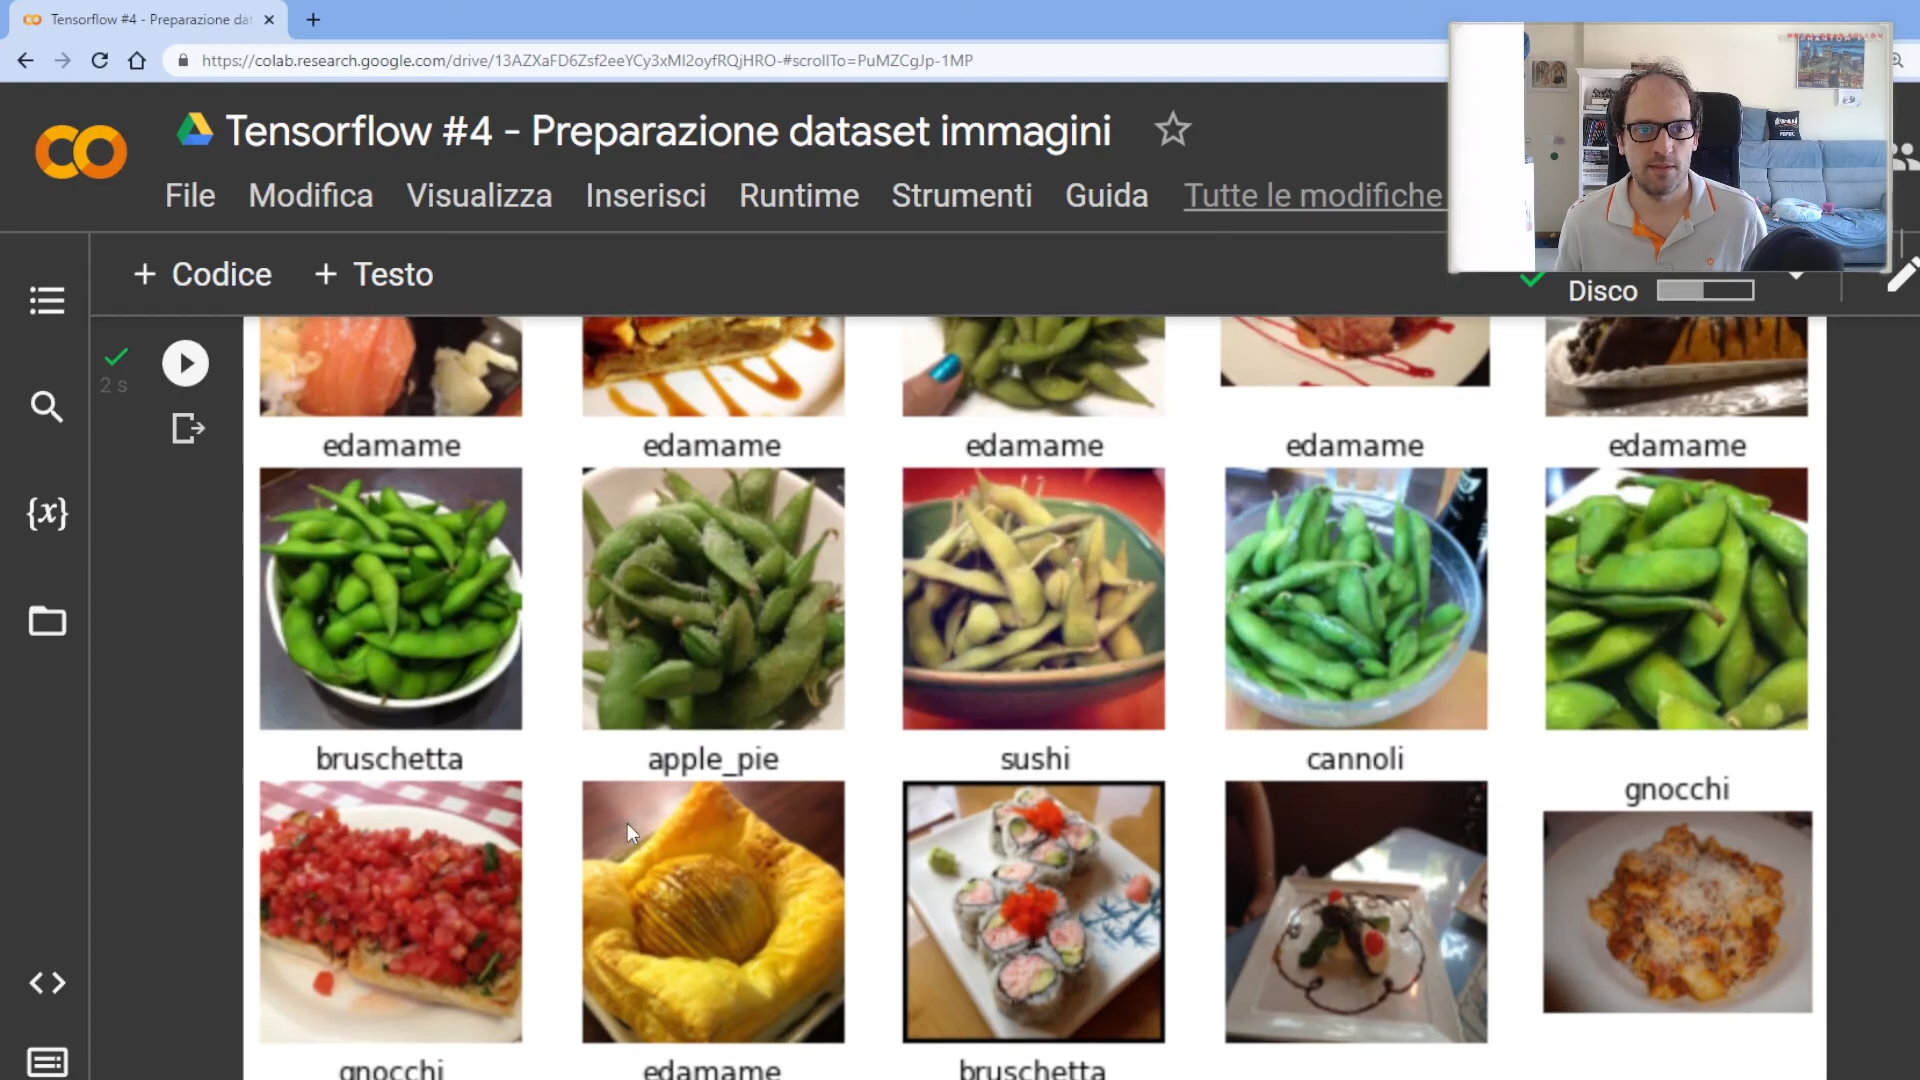 Tensorflow #4 - Preparazione da
https://colab.research.google.com/drive/13AZXaFD6Zsf2eeYCy3xMI2oyfRQjHRO-#scrollTo=PuMZCgJp-1MP
Tensorflow #4 - Preparazione dataset immagini
File Modifica Visualizza Inserisci Runtime Strumenti Guida Tutte le modifiche
+ Codice + Testo
Disco
2 s
edamame edamame edamame edamame edamame
bruschetta apple_pie sushi cannoli
gnocchi
gnocchi edamame bruschetta